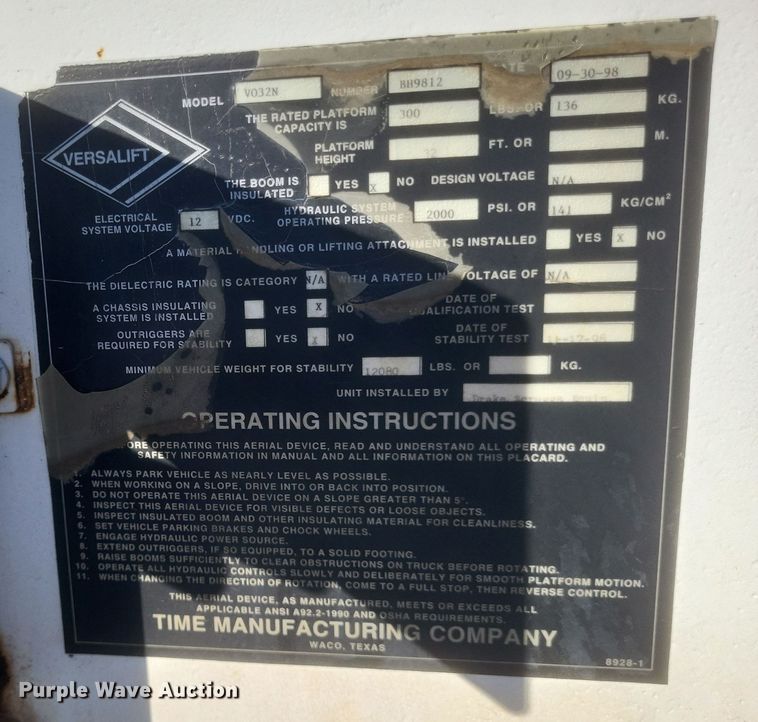 VERSALIFT
MODEL VO32N NUMBER BH9812 DATE 09-30-98
THE RATED PLATFORM CAPACITY IS 300 LBS. OR 136 KG.
PLATFORM HEIGHT 32 FT. OR M.
THE BOOM IS INSULATED YES X NO DESIGN VOLTAGE N/A
ELECTRICAL SYSTEM VOLTAGE 12 VDC. HYDRAULIC SYSTEM OPERATING PRESSURE 2000 PSI. OR 141 KG/CM²
A MATERIAL HANDLING OR LIFTING ATTACHMENT IS INSTALLED YES X NO
THE DIELECTRIC RATING IS CATEGORY N/A WITH A RATED LINE VOLTAGE OF N/A
A CHASSIS INSULATING SYSTEM IS INSTALLED YES X NO DATE OF QUALIFICATION TEST
OUTRIGGERS ARE REQUIRED FOR STABILITY YES X NO DATE OF STABILITY TEST
MINIMUM VEHICLE WEIGHT FOR STABILITY 12080 LBS. OR KG.
UNIT INSTALLED BY Drake Scruggs Equip.
OPERATING INSTRUCTIONS
ORE OPERATING THIS AERIAL DEVICE, READ AND UNDERSTAND ALL OPERATING AND
SAFETY INFORMATION IN MANUAL AND ALL INFORMATION ON THIS PLACARD.
1. ALWAYS PARK VEHICLE AS NEARLY LEVEL AS POSSIBLE.
2. WHEN WORKING ON A SLOPE, DRIVE INTO OR BACK INTO POSITION.
3. DO NOT OPERATE THIS AERIAL DEVICE ON A SLOPE GREATER THAN 5°.
4. INSPECT THIS AERIAL DEVICE FOR VISIBLE DEFECTS OR LOOSE OBJECTS.
5. INSPECT INSULATED BOOM AND OTHER INSULATING MATERIAL FOR CLEANLINESS.
6. SET VEHICLE PARKING BRAKES AND CHOCK WHEELS.
7. ENGAGE HYDRAULIC POWER SOURCE.
8. EXTEND OUTRIGGERS, IF SO EQUIPPED, TO A SOLID FOOTING.
9. RAISE BOOMS SUFFICIENTLY TO CLEAR OBSTRUCTIONS ON TRUCK BEFORE ROTATING.
10. OPERATE ALL HYDRAULIC CONTROLS SLOWLY AND DELIBERATELY FOR SMOOTH PLATFORM MOTION.
11. WHEN CHANGING THE DIRECTION OF ROTATION, COME TO A FULL STOP, THEN REVERSE CONTROL.
THIS AERIAL DEVICE, AS MANUFACTURED, MEETS OR EXCEEDS ALL
APPLICABLE ANSI A92.2-1990 AND OSHA REQUIREMENTS.
TIME MANUFACTURING COMPANY
WACO, TEXAS
8928-1
Purple Wave Auction